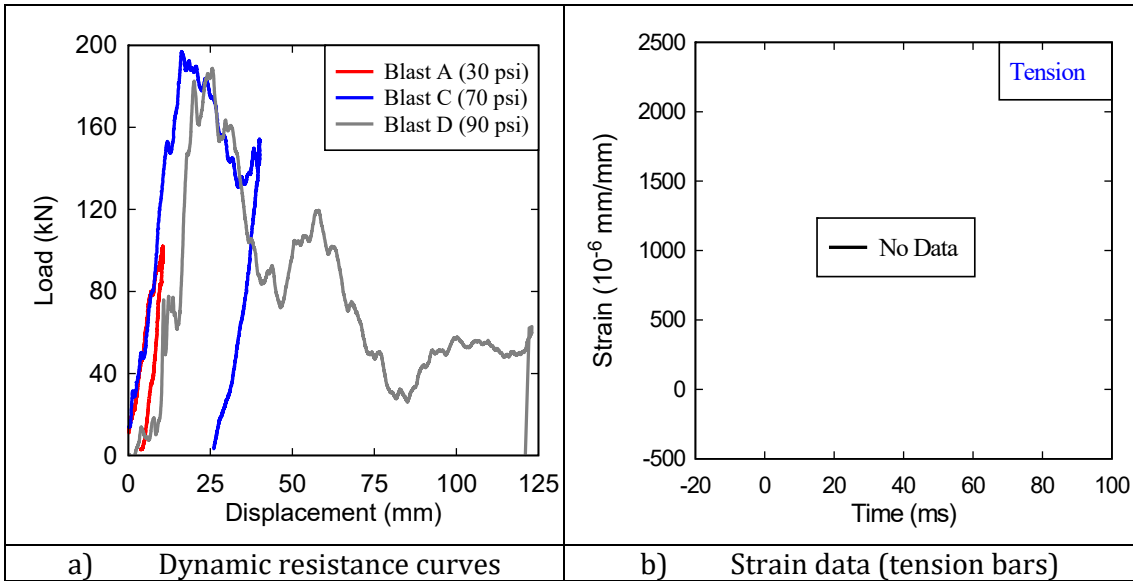 200
160
120
80
40
0
Load (kN)
Blast A (30 psi)
Blast C (70 psi)
Blast D (90 psi)
0 25 50 75 100 125
Displacement (mm)
2500
2000
1500
1000
500
0
-500
Strain (10⁻⁶ mm/mm)
Tension
No Data
-20 0 20 40 60 80 100
Time (ms)
a) Dynamic resistance curves
b) Strain data (tension bars)